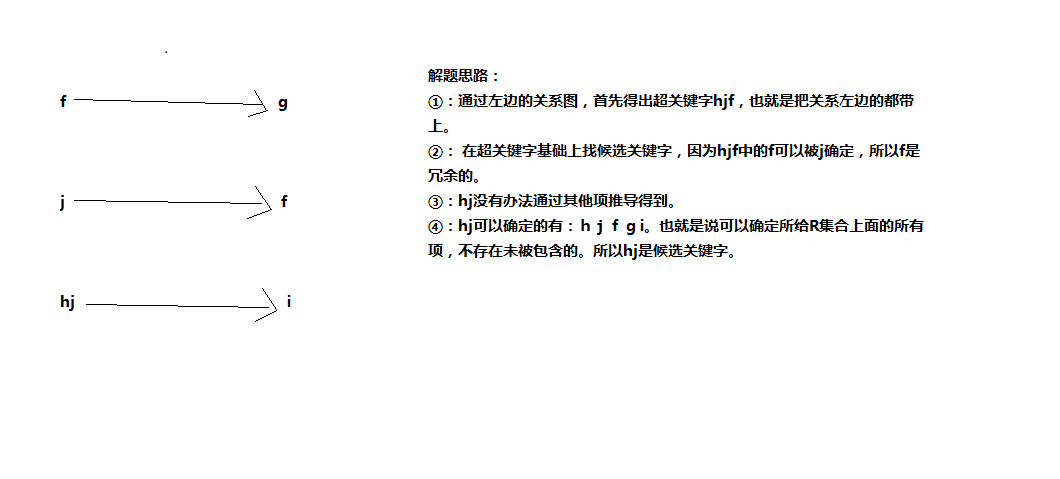 f g
j f
hj i
解题思路：
①：通过左边的关系图，首先得出超关键字hjf，也就是把关系左边的都带
上。
②： 在超关键字基础上找候选关键字，因为hjf中的f可以被j确定，所以f是
冗余的。
③：hj没有办法通过其他项推导得到。
④：hj可以确定的有： h j f g i。也就是说可以确定所给R集合上面的所有
项，不存在未被包含的。所以hj是候选关键字。